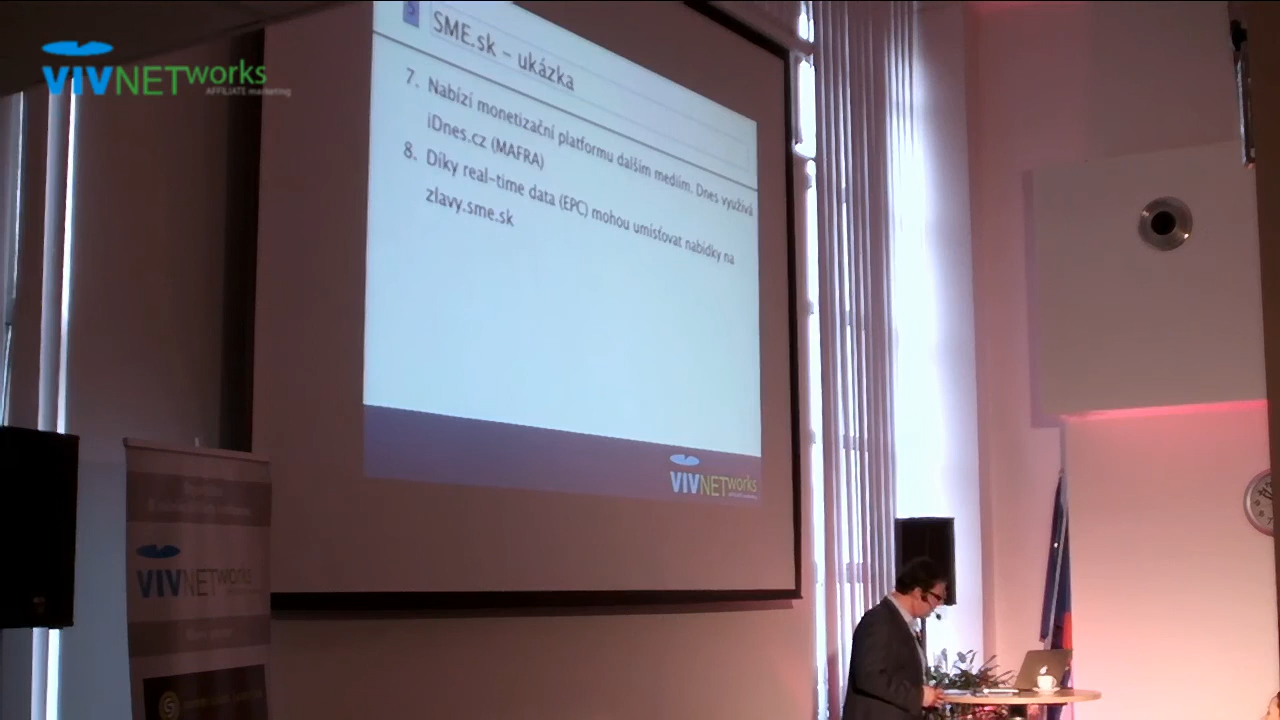 VIVNETworks
AFFILIATE marketing
SME.sk – ukázka
7. Nabízí monetizační platformu dalším mediím. Dnes využívá
iDnes.cz (MAFRA)
8. Díky real-time data (EPC) mohou umísťovat nabídky na
zlavy.sme.sk
VIVNETworks
VIVNETworks